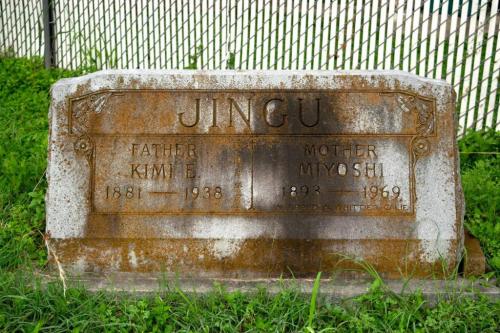 JINGU
FATHER
KIMI E.
1881 — 1938
MOTHER
MIYOSHI
1893 — 1969